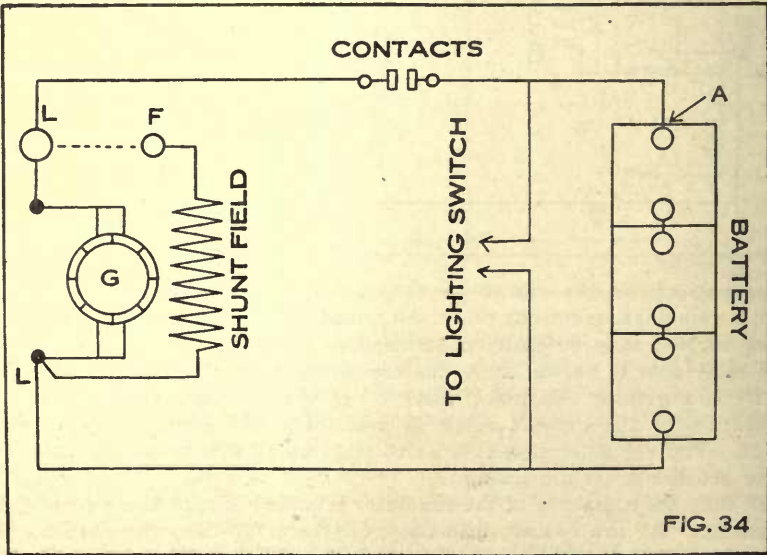 CONTACTS
L
F
A
G
SHUNT FIELD
TO LIGHTING SWITCH
BATTERY
L
FIG. 34